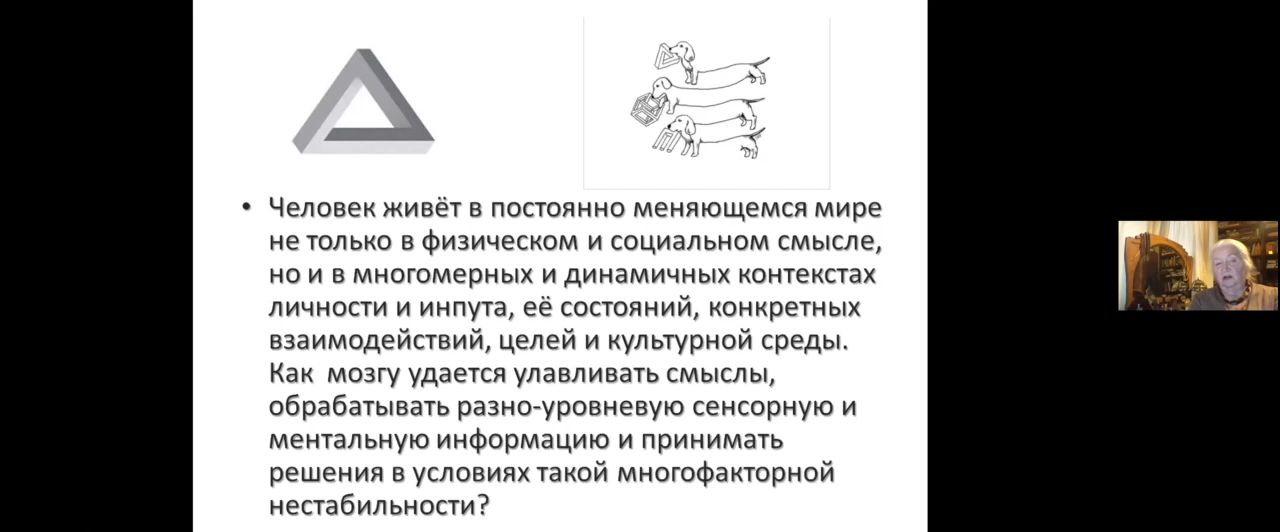 • Человек живёт в постоянно меняющемся мире
не только в физическом и социальном смысле,
но и в многомерных и динамичных контекстах
личности и инпута, её состояний, конкретных
взаимодействий, целей и культурной среды.
Как мозгу удается улавливать смыслы,
обрабатывать разно-уровневую сенсорную и
ментальную информацию и принимать
решения в условиях такой многофакторной
нестабильности?